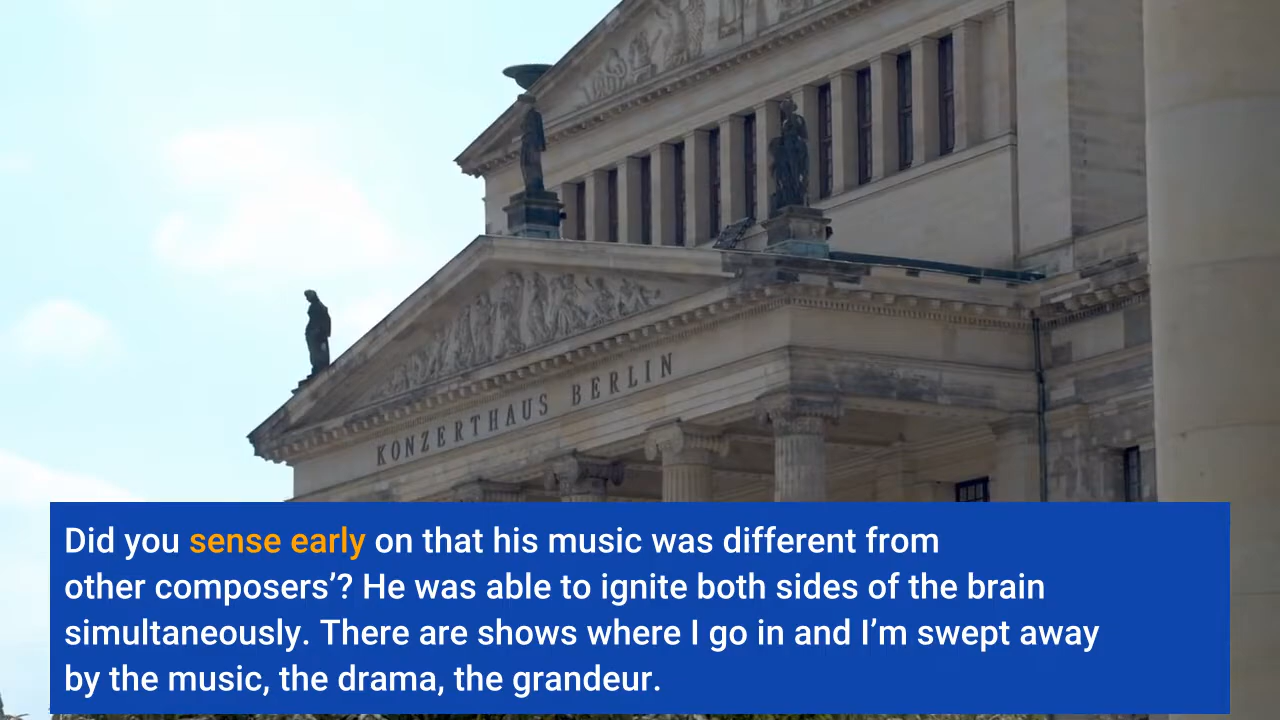 KONZERTHAUS BERLIN
Did you sense early on that his music was different from
other composers’? He was able to ignite both sides of the brain
simultaneously. There are shows where I go in and I’m swept away
by the music, the drama, the grandeur.